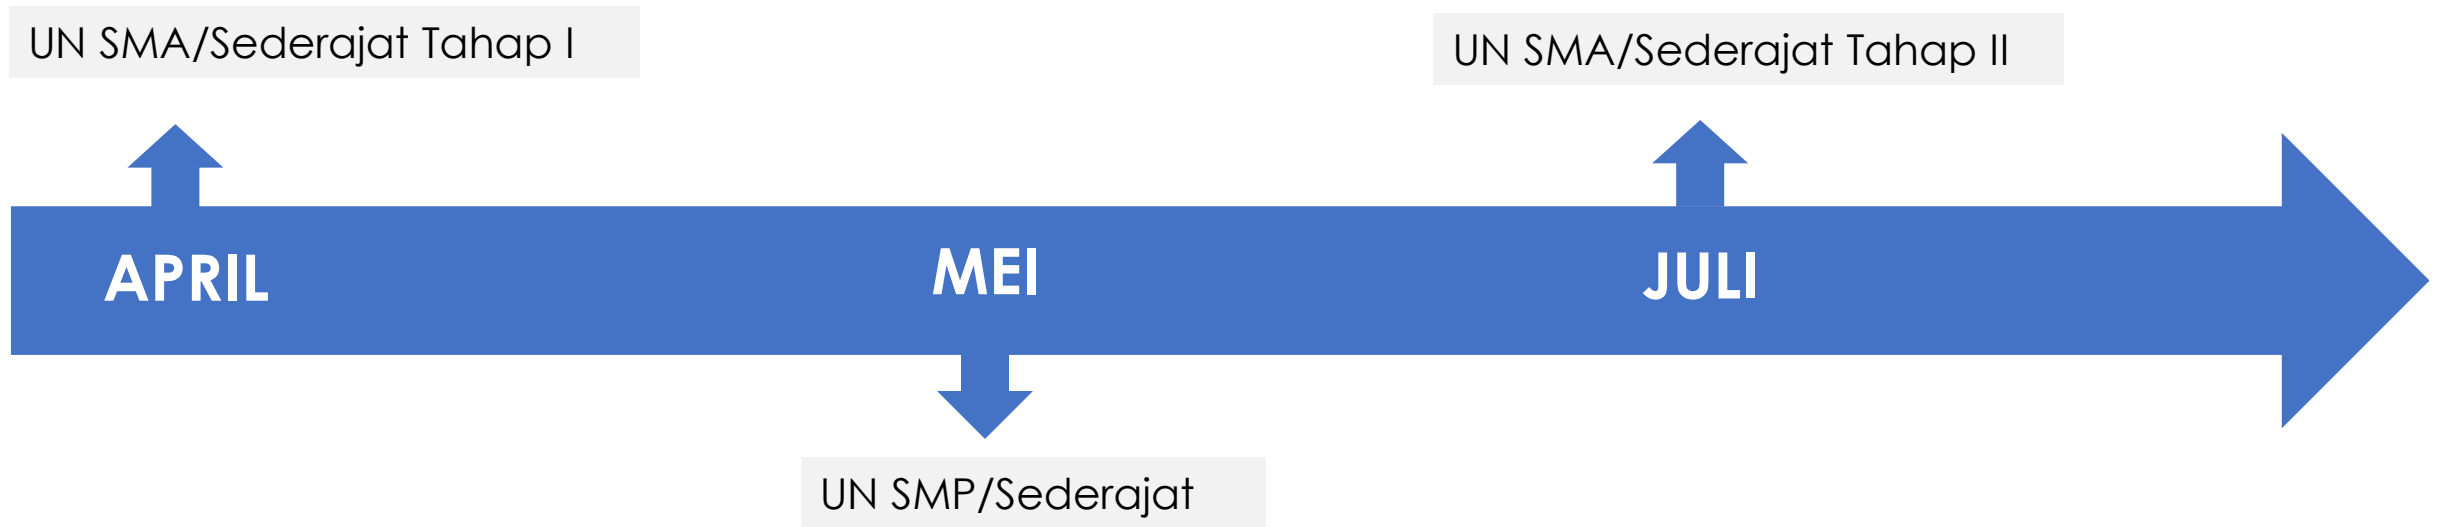 UN SMA/Sederajat Tahap I
UN SMA/Sederajat Tahap II
APRIL
MEI
JULI
UN SMP/Sederajat